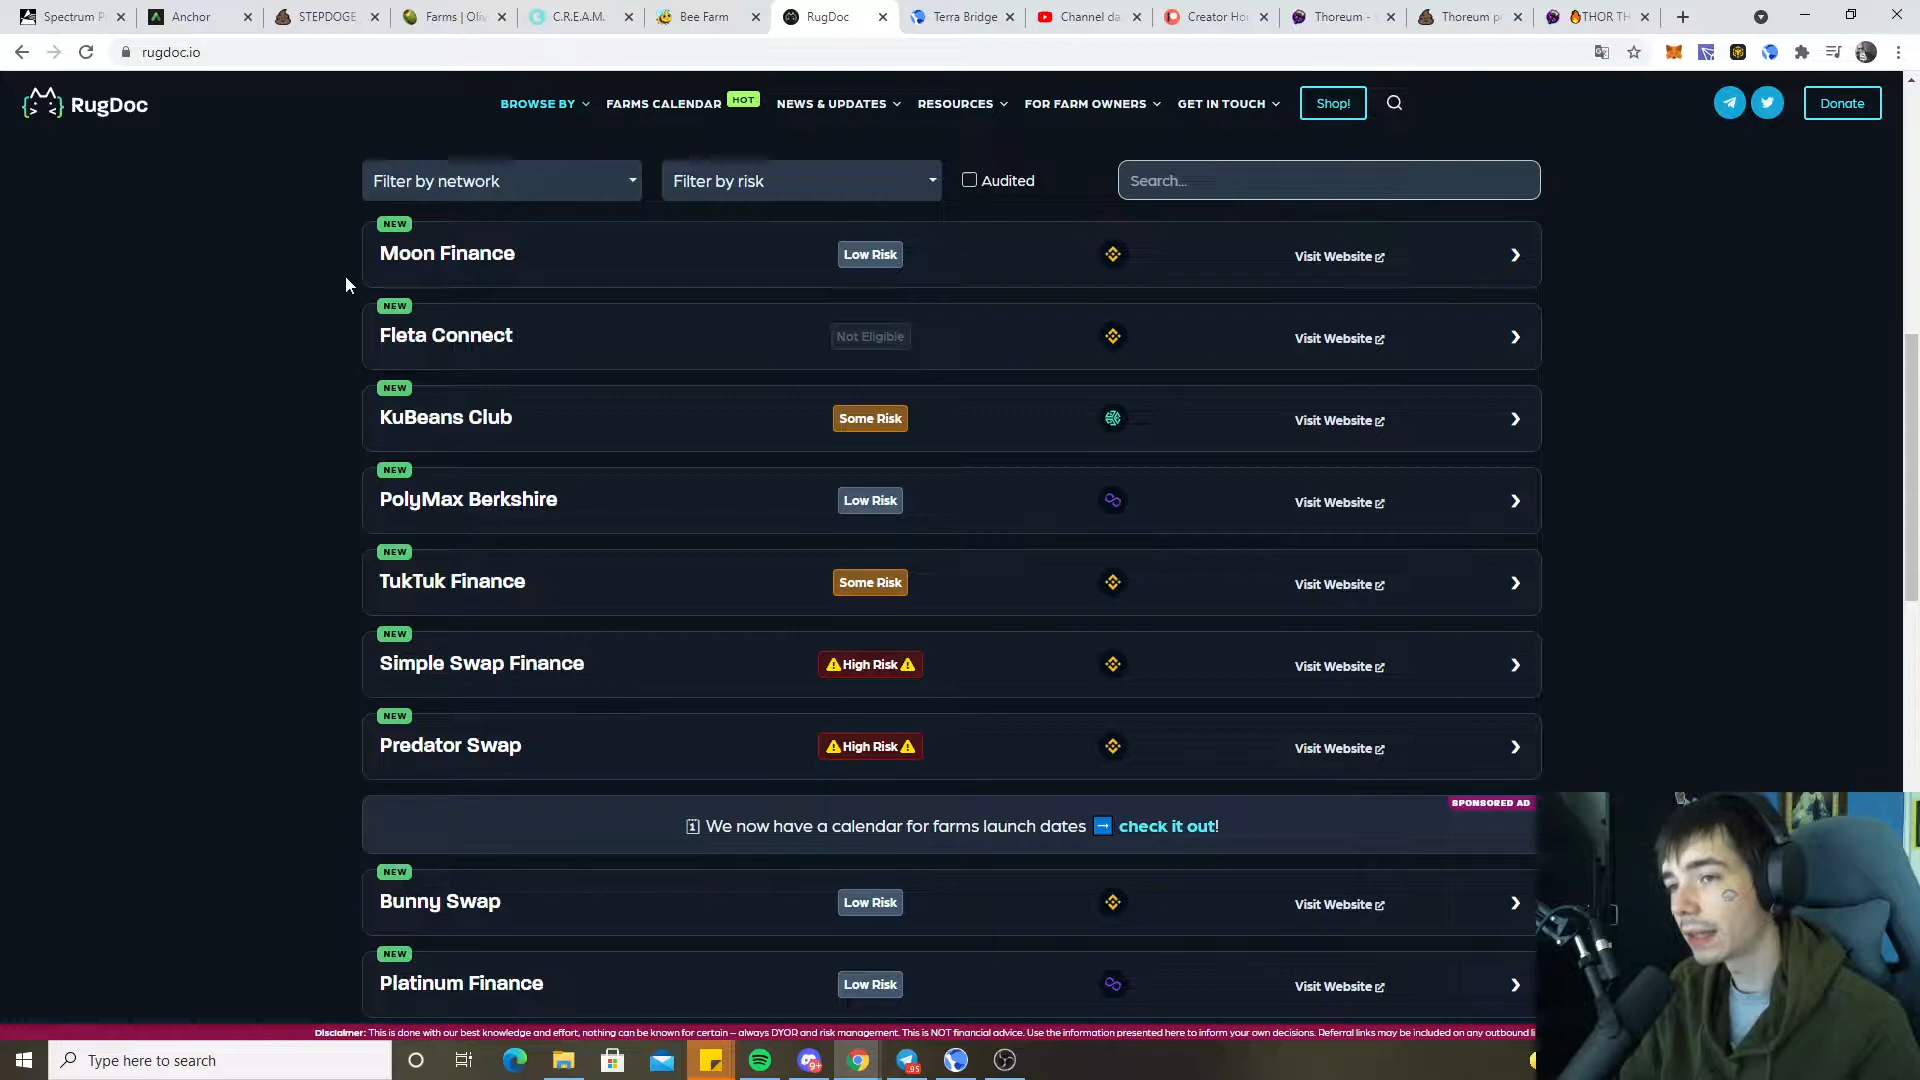 Spectrum P
Anchor
STEPDOGE
Farms | Oliv
C.R.E.A.M.
Bee Farm
RugDoc
Terra Bridge
Channel da
Creator Ho
Thoreum -
Thoreum p
THOR TH
rugdoc.io
RugDoc
BROWSE BY
FARMS CALENDAR
HOT
NEWS & UPDATES
RESOURCES
FOR FARM OWNERS
GET IN TOUCH
Shop!
Donate
Filter by network
Filter by risk
Audited
Search...
NEW
Moon Finance
Low Risk
Visit Website
NEW
Fleta Connect
Not Eligible
Visit Website
NEW
KuBeans Club
Some Risk
Visit Website
NEW
PolyMax Berkshire
Low Risk
Visit Website
NEW
TukTuk Finance
Some Risk
Visit Website
NEW
Simple Swap Finance
High Risk
Visit Website
NEW
Predator Swap
High Risk
Visit Website
SPONSORED AD
We now have a calendar for farms launch dates check it out!
NEW
Bunny Swap
Low Risk
Visit Website
NEW
Platinum Finance
Low Risk
Visit Website
Disclaimer: This is done with our best knowledge and effort, nothing can be known for certain – always DYOR and risk management. This is NOT financial advice. Use the information presented here to inform your own decisions. Referral links may be included on any outbound li
Type here to search
9+
95